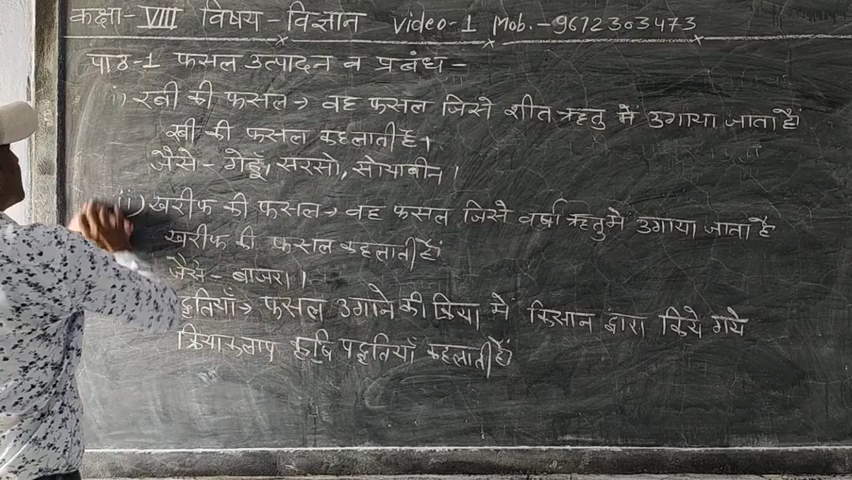 कक्षा-VIII विषय-विज्ञान Video-1 Mob.-9672303473
पाठ-1 फसल उत्पादन व प्रबंध-
i) रबी की फसल→ वह फसल जिसे शीत ऋतु में उगाया जाता हैं
रबी की फसल कहलाती हैं।
जैसे- गेहूँ, सरसो, सोयाबीन।
ii) खरीफ की फसल→ वह फसल जिसे वर्षा ऋतु मे उगाया जाता है
खरीफ की फसल कहलाती हैं
जैसे- बाजरा।
द्धतियाँ→ फसल उगाने की क्रिया में किसान द्वारा किये गये
क्रियाकलाप कृषि पद्धतियाँ कहलाती हैं